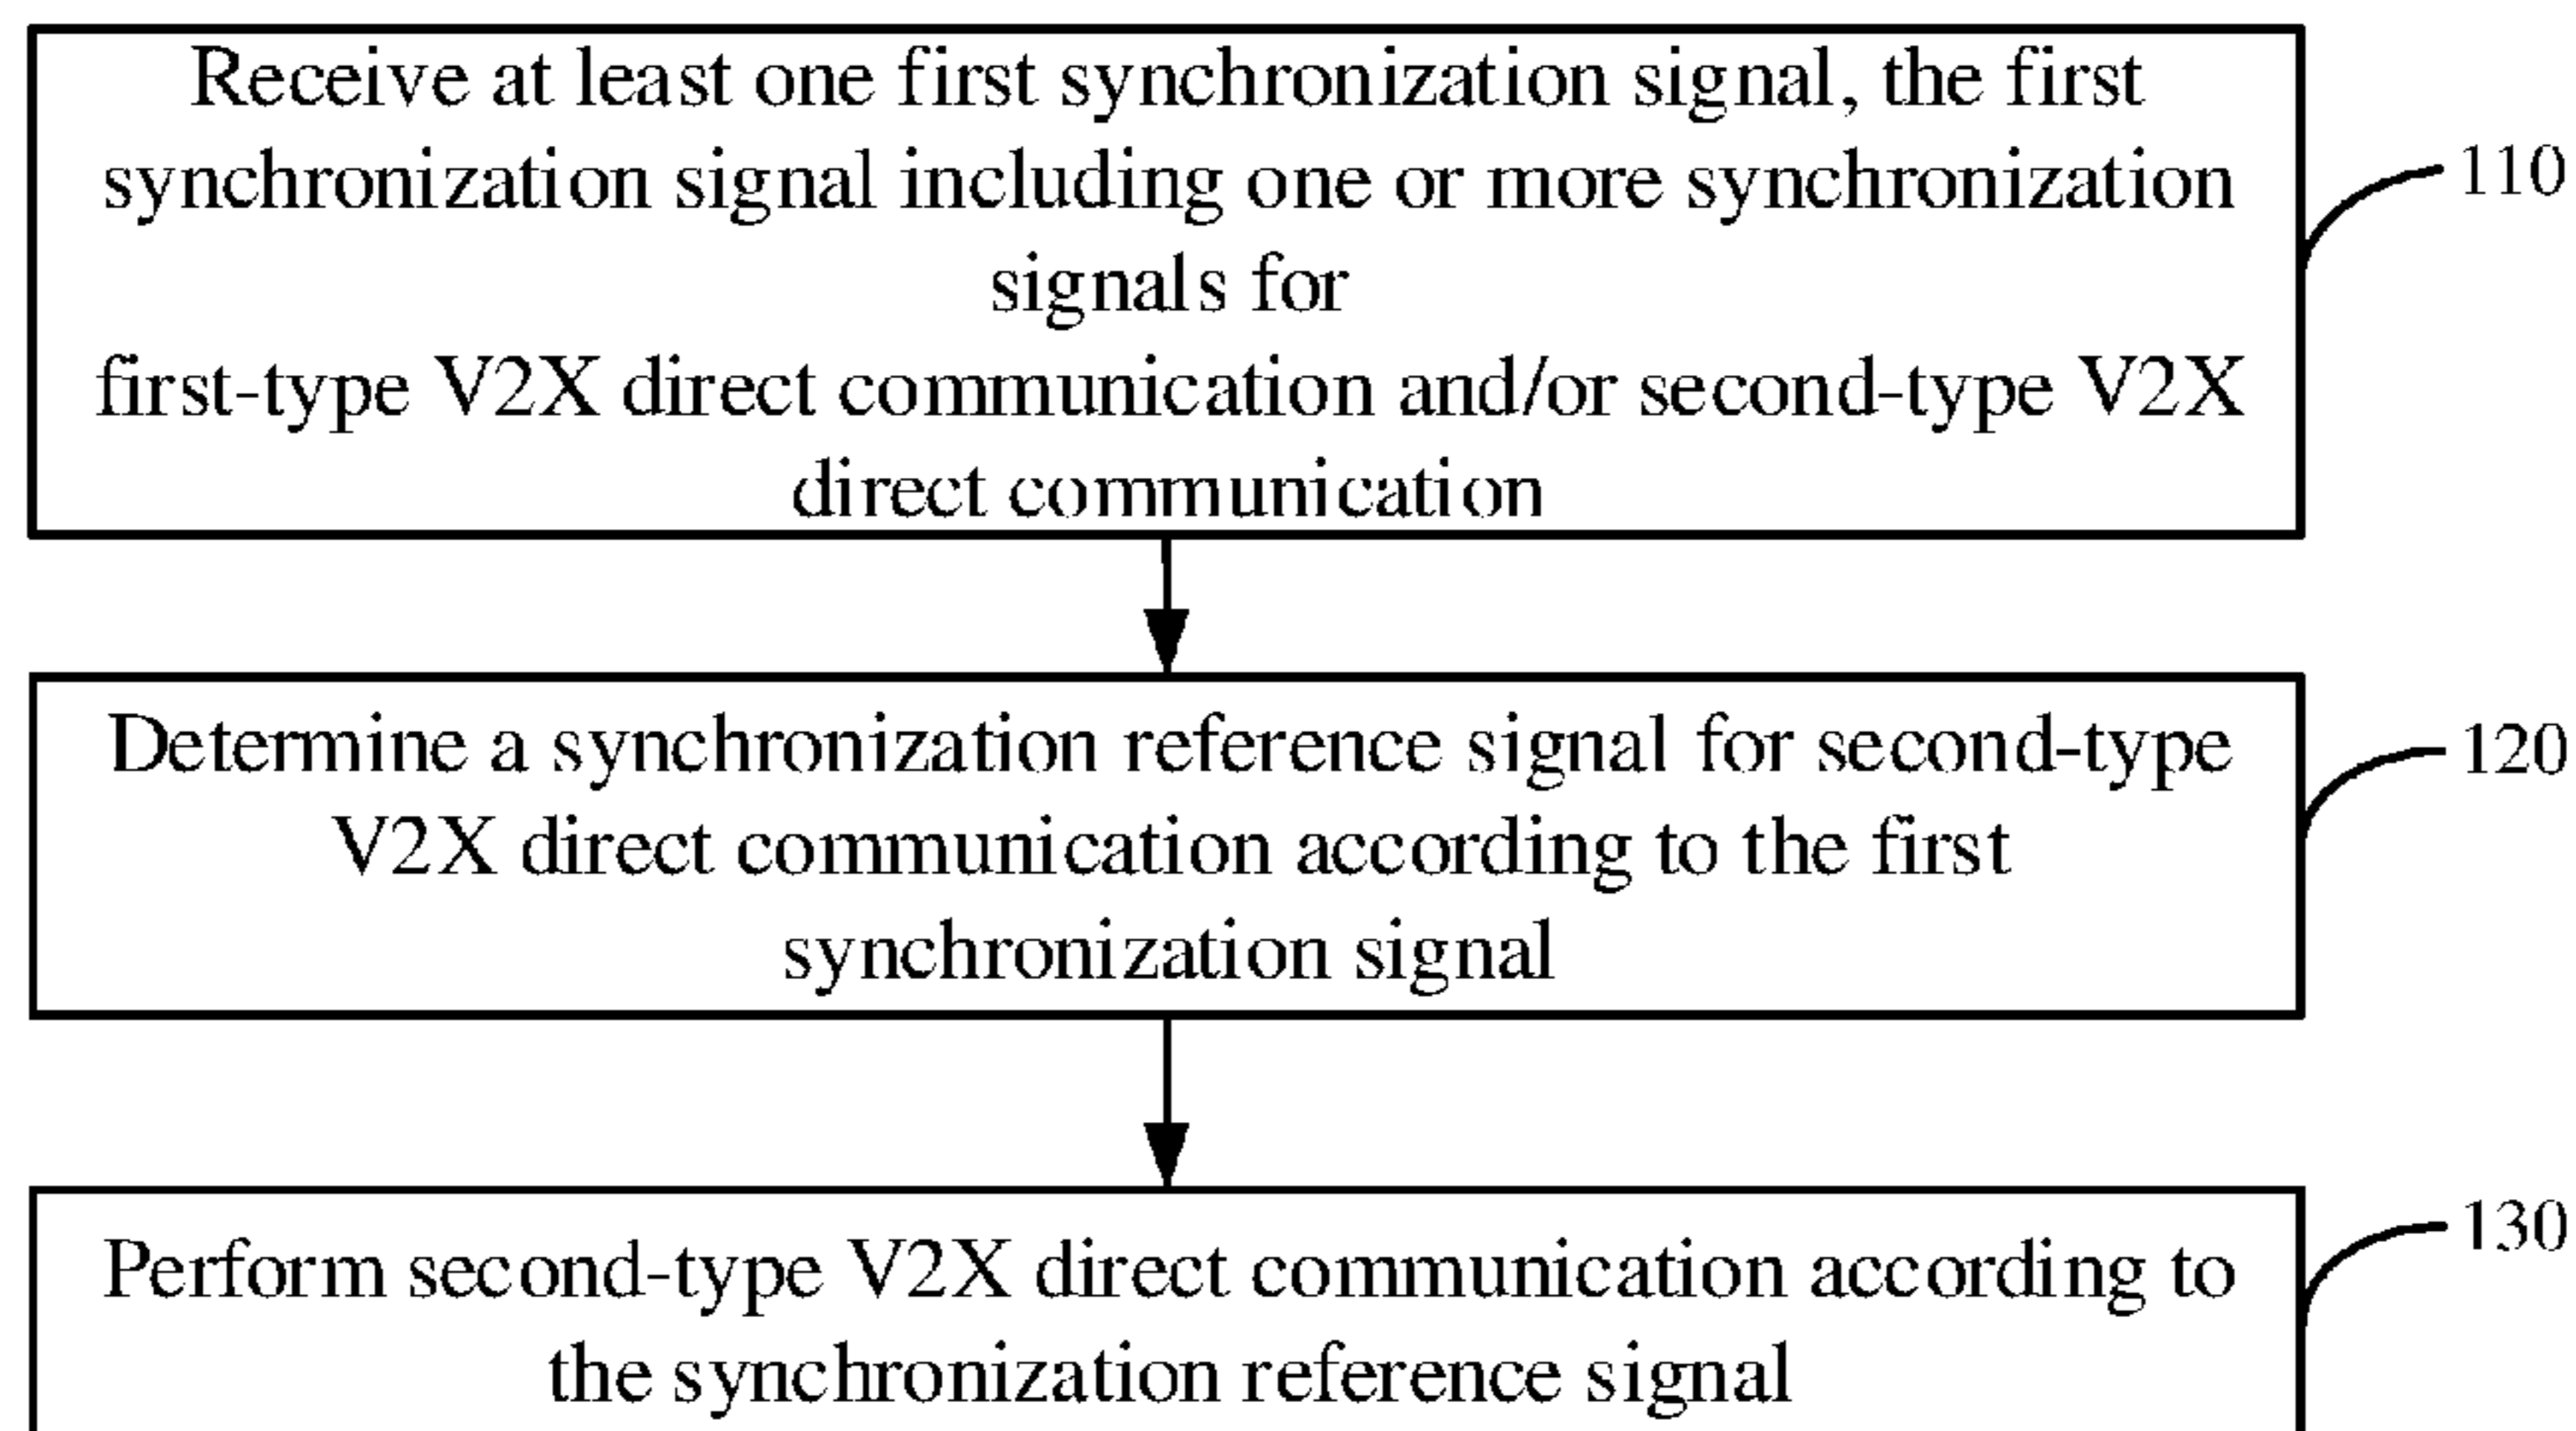 Receive at least one first synchronization signal, the first
synchronization signal including one or more synchronization
signals for
first-type V2X direct communication and/or second-type V2X
direct communication
110
Determine a synchronization reference signal for second-type
V2X direct communication according to the first
synchronization signal
120
Perform second-type V2X direct communication according to
the synchronization reference signal
130